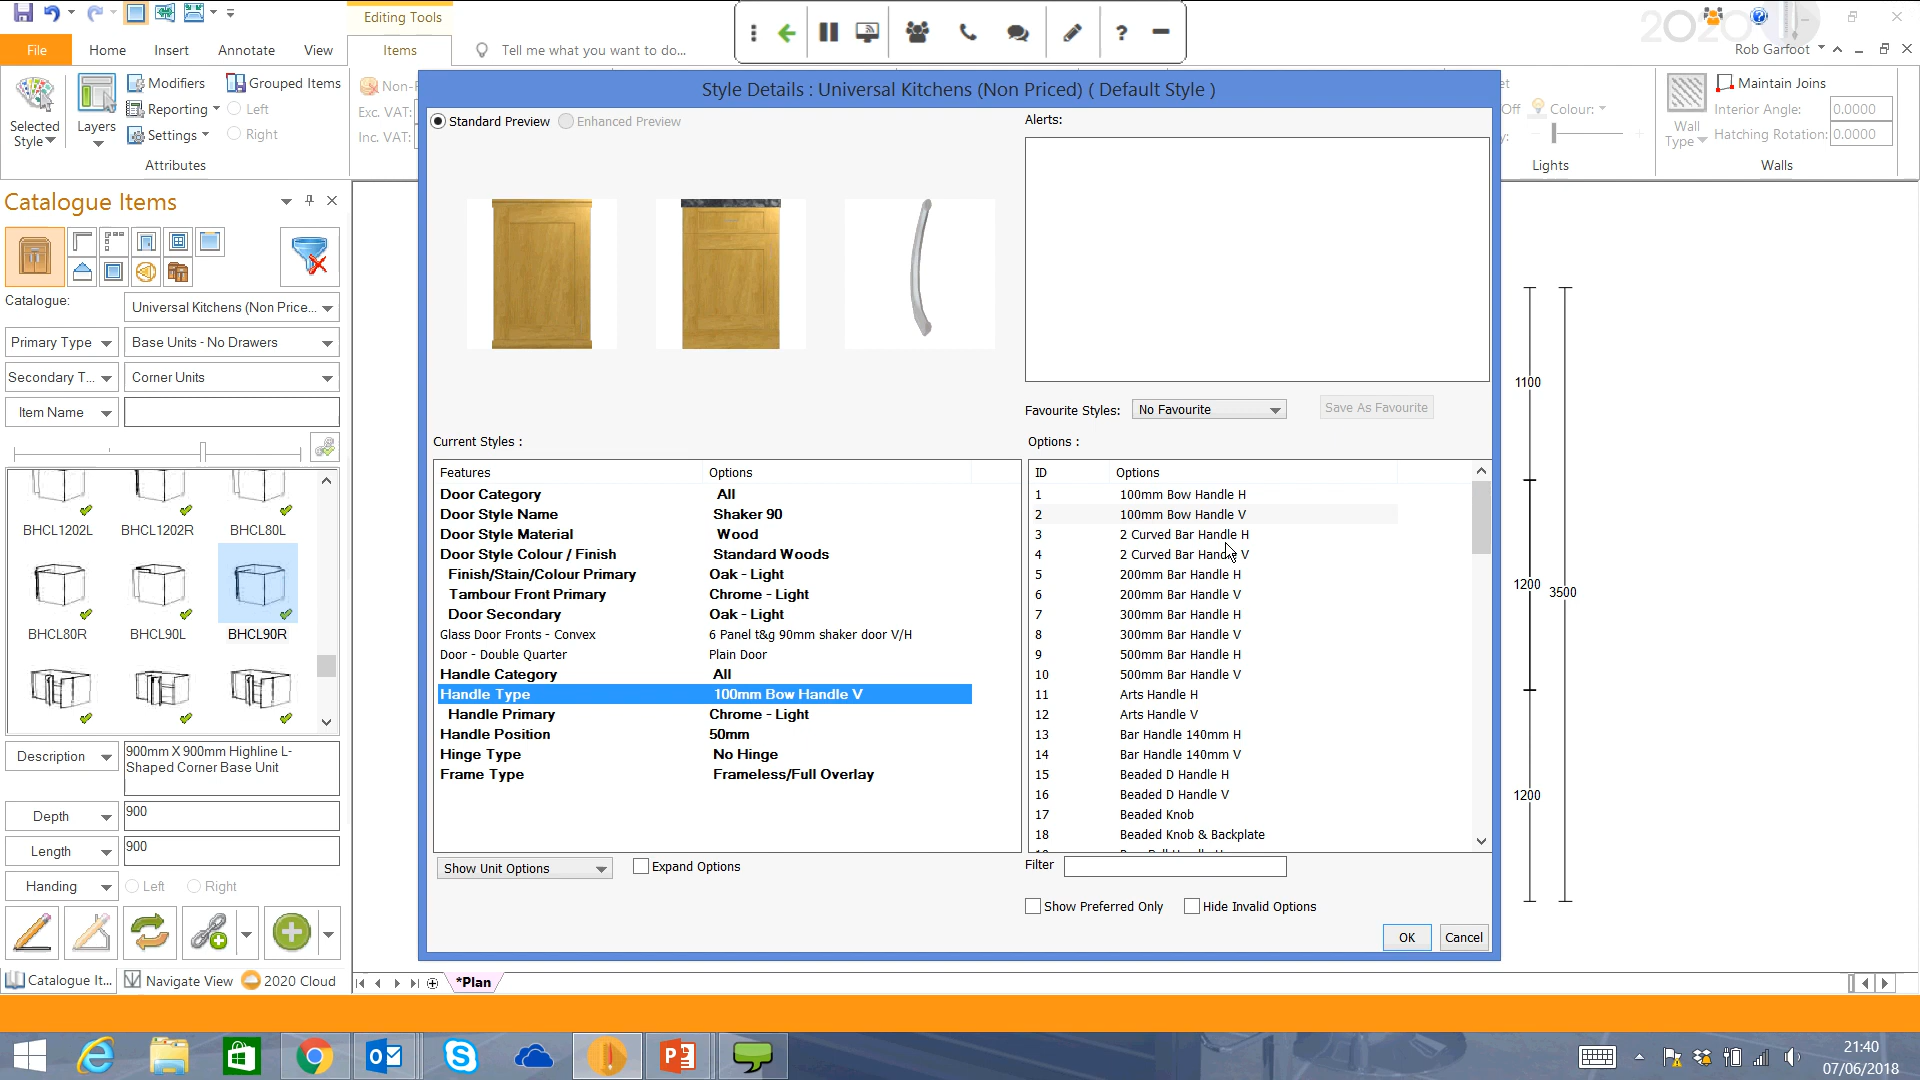 Editing Tools
2020
File
Home
Insert
Annotate
View
Items
Tell me what you want to do...
Rob Garfoot
Selected Style
Layers
Modifiers
Reporting
Settings
Grouped Items
Left
Right
Attributes
Exc. VAT:
Inc. VAT:
Off
Colour:
Lights
Wall Type
Maintain Joins
Interior Angle:
0.0000
Hatching Rotation:
0.0000
Walls
Style Details : Universal Kitchens (Non Priced) ( Default Style )
Standard Preview
Enhanced Preview
Alerts:
Favourite Styles:
No Favourite
Save As Favourite
Current Styles :
Features
Options
Door Category
All
Door Style Name
Shaker 90
Door Style Material
Wood
Door Style Colour / Finish
Standard Woods
Finish/Stain/Colour Primary
Oak - Light
Tambour Front Primary
Chrome - Light
Door Secondary
Oak - Light
Glass Door Fronts - Convex
6 Panel t&g 90mm shaker door V/H
Door - Double Quarter
Plain Door
Handle Category
All
Handle Type
100mm Bow Handle V
Handle Primary
Chrome - Light
Handle Position
50mm
Hinge Type
No Hinge
Frame Type
Frameless/Full Overlay
Show Unit Options
Expand Options
Options :
ID
Options
1 100mm Bow Handle H
2 100mm Bow Handle V
3 2 Curved Bar Handle H
4 2 Curved Bar Handle V
5 200mm Bar Handle H
6 200mm Bar Handle V
7 300mm Bar Handle H
8 300mm Bar Handle V
9 500mm Bar Handle H
10 500mm Bar Handle V
11 Arts Handle H
12 Arts Handle V
13 Bar Handle 140mm H
14 Bar Handle 140mm V
15 Beaded D Handle H
16 Beaded D Handle V
17 Beaded Knob
18 Beaded Knob & Backplate
Filter
Show Preferred Only
Hide Invalid Options
OK
Cancel
Catalogue Items
Catalogue:
Universal Kitchens (Non Price...
Primary Type
Base Units - No Drawers
Secondary T...
Corner Units
Item Name
BHCL1202L
BHCL1202R
BHCL80L
BHCL80R
BHCL90L
BHCL90R
Description
900mm X 900mm Highline L-
Shaped Corner Base Unit
Depth
900
Length
900
Handing
Left
Right
Catalogue It...
Navigate View
2020 Cloud
*Plan
1100
1200
3500
1200
21:40
07/06/2018